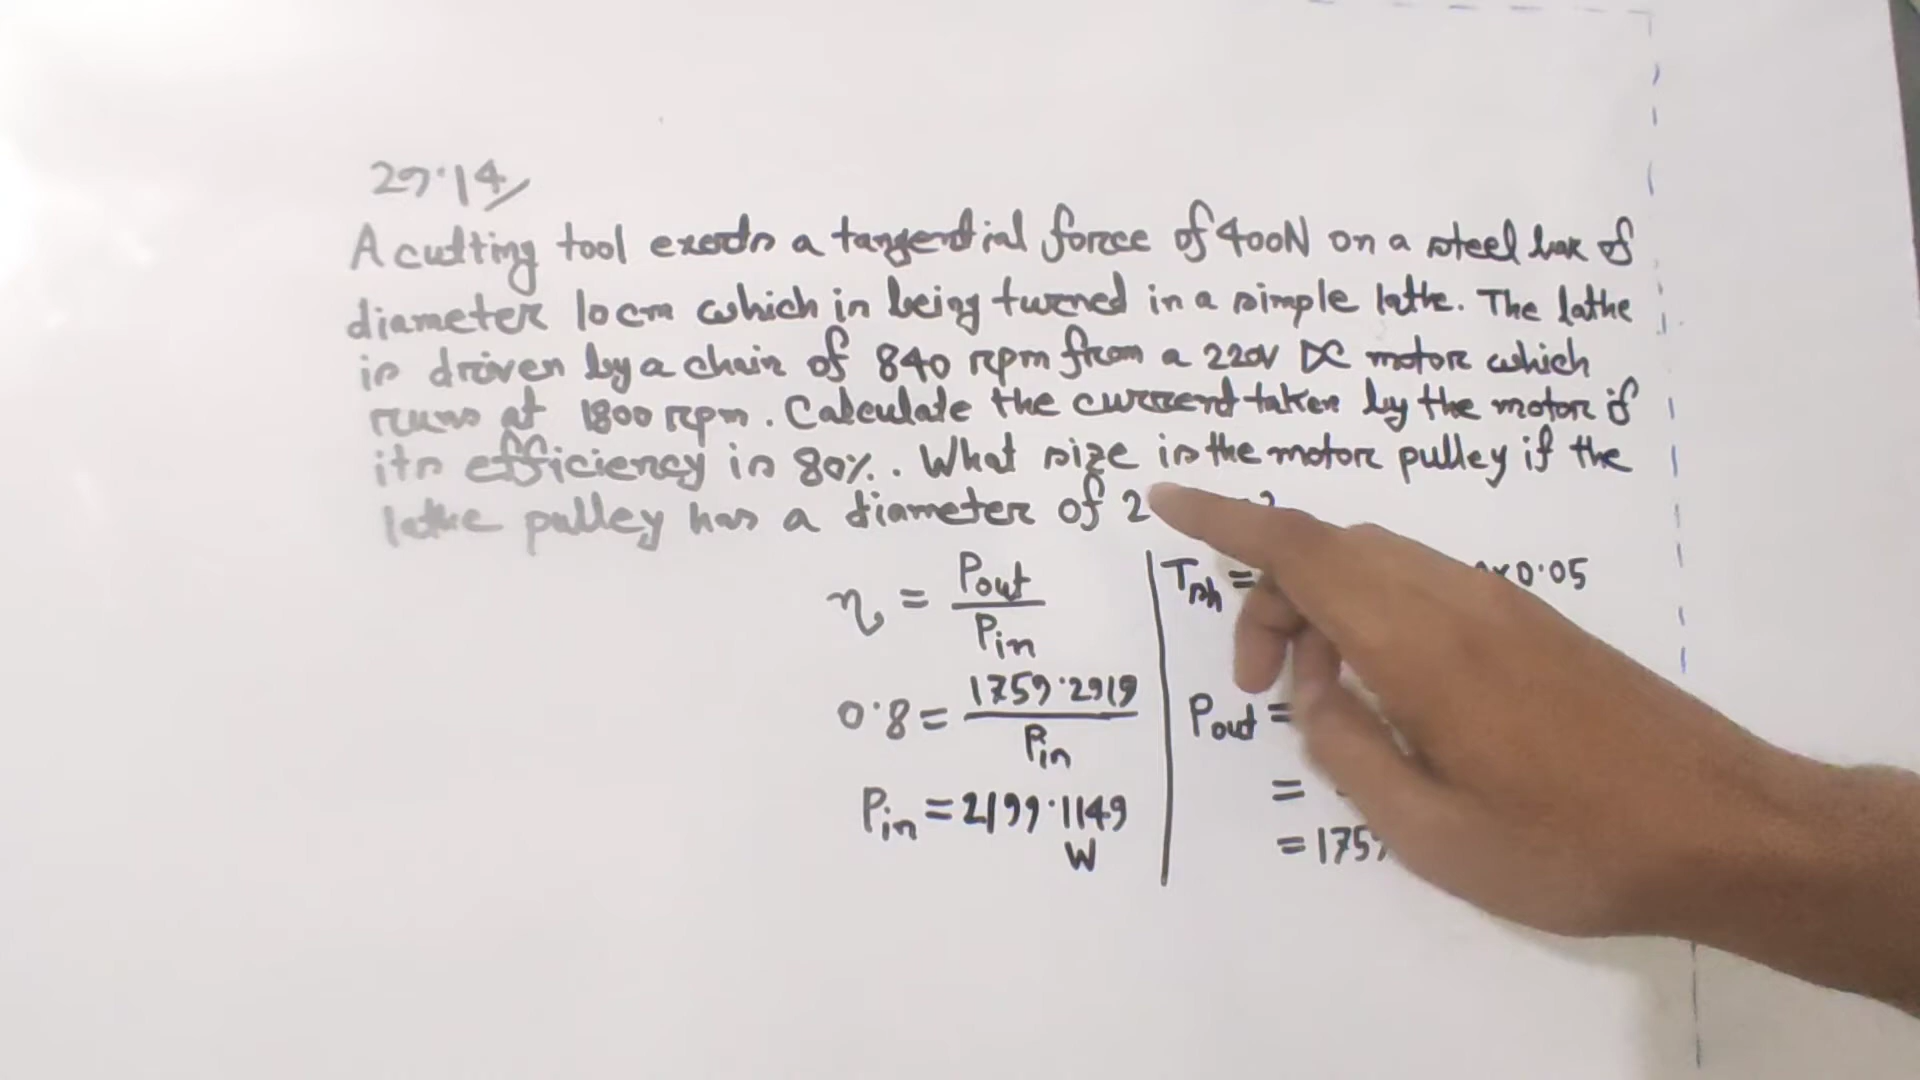 29.14/
A cutting tool exerts a tangential force of 400N on a steel bar of
diameter 10cm which is being turned in a simple lathe. The lathe
is driven by a chain of 840 rpm from a 220V DC motor which
runs at 1800 rpm. Calculate the current taken by the motor if
its efficiency is 80%. What size is the motor pulley if the
lathe pulley has a diameter of 2 ?
η = Pout / Pin
0.8 = 1759.2919 / Pin
Pin = 2199.1149
W
Tsh = ×0.05
Pout =
=
= 1759